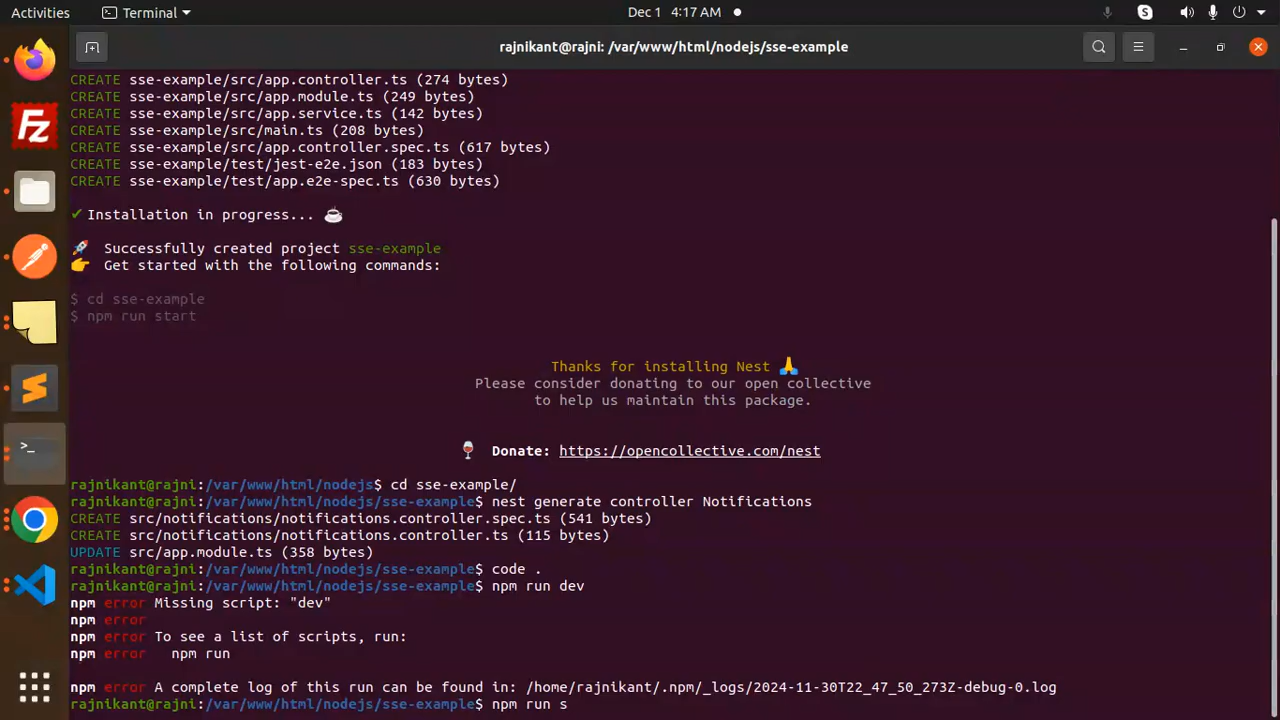 Activities Terminal Dec 1 4:17 AM
rajnikant@rajni: /var/www/html/nodejs/sse-example
CREATE sse-example/src/app.controller.ts (274 bytes)
CREATE sse-example/src/app.module.ts (249 bytes)
CREATE sse-example/src/app.service.ts (142 bytes)
CREATE sse-example/src/main.ts (208 bytes)
CREATE sse-example/src/app.controller.spec.ts (617 bytes)
CREATE sse-example/test/jest-e2e.json (183 bytes)
CREATE sse-example/test/app.e2e-spec.ts (630 bytes)
✔ Installation in progress... ☕
🚀 Successfully created project sse-example
👉 Get started with the following commands:
$ cd sse-example
$ npm run start
Thanks for installing Nest 🙏
Please consider donating to our open collective
to help us maintain this package.
🍷 Donate: https://opencollective.com/nest
rajnikant@rajni:/var/www/html/nodejs$ cd sse-example/
rajnikant@rajni:/var/www/html/nodejs/sse-example$ nest generate controller Notifications
CREATE src/notifications/notifications.controller.spec.ts (541 bytes)
CREATE src/notifications/notifications.controller.ts (115 bytes)
UPDATE src/app.module.ts (358 bytes)
rajnikant@rajni:/var/www/html/nodejs/sse-example$ code .
rajnikant@rajni:/var/www/html/nodejs/sse-example$ npm run dev
npm error Missing script: "dev"
npm error
npm error To see a list of scripts, run:
npm error   npm run
npm error A complete log of this run can be found in: /home/rajnikant/.npm/_logs/2024-11-30T22_47_50_273Z-debug-0.log
rajnikant@rajni:/var/www/html/nodejs/sse-example$ npm run s